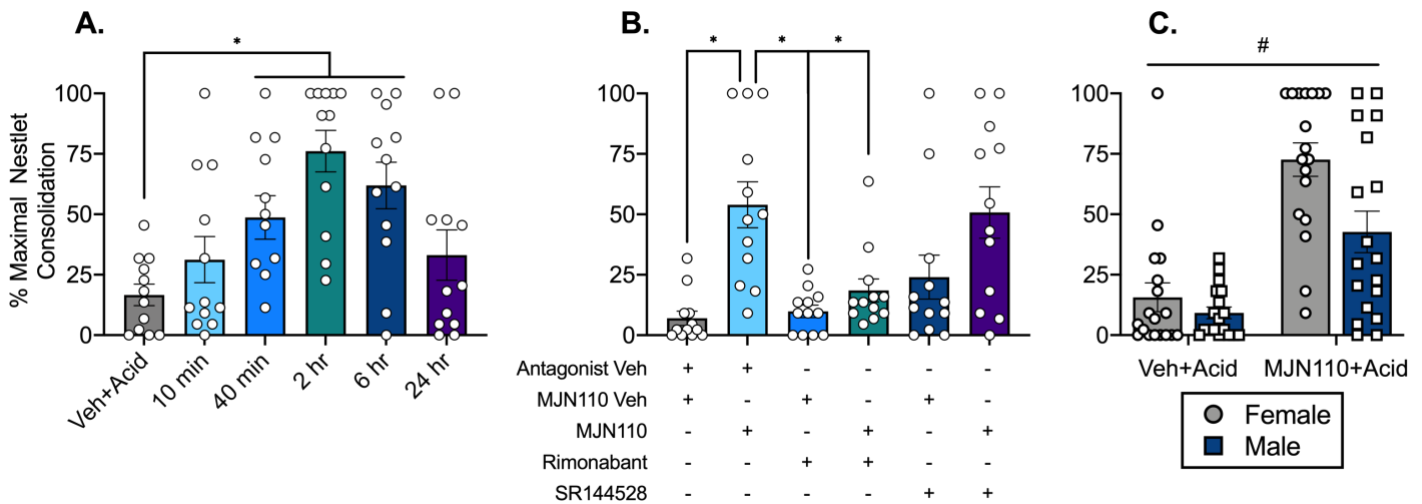 A.
B.
C.
*
* * *
#
% Maximal Nestlet
Consolidation
100
75
50
25
0
Veh+Acid 10 min 40 min 2 hr 6 hr 24 hr
100
75
50
25
0
Antagonist Veh + + - - - -
MJN110 Veh + - + - + -
MJN110 - + - + - +
Rimonabant - - + + - -
SR144528 - - - - + +
100
75
50
25
0
Veh+Acid MJN110+Acid
Female
Male